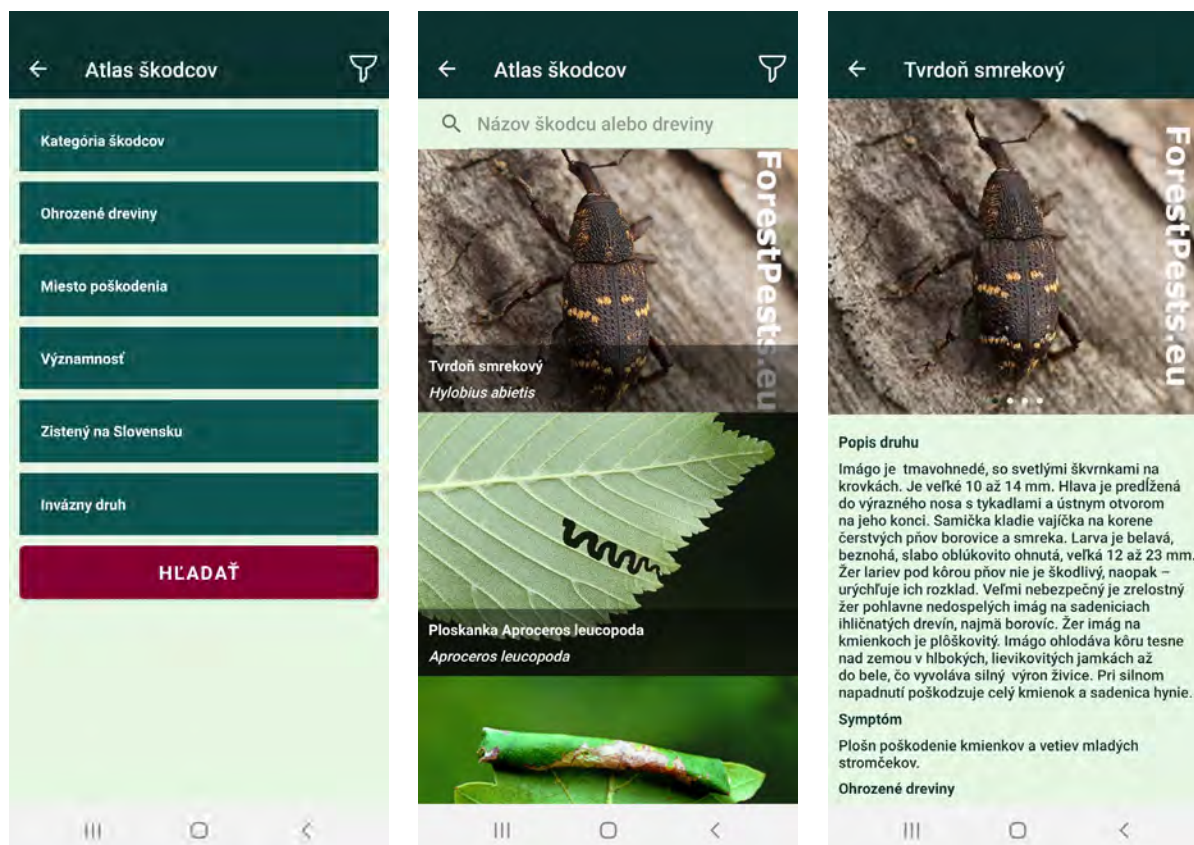 Atlas škodcov
Kategória škodcov
Ohrozené dreviny
Miesto poškodenia
Významnosť
Zistený na Slovensku
Invázny druh
HĽADAŤ
Atlas škodcov
Názov škodcu alebo dreviny
ForestPests.eu
Tvrdoň smrekový
Hylobius abietis
Ploskanka Aproceros leucopoda
Aproceros leucopoda
Tvrdoň smrekový
ForestPests.eu
Popis druhu
Imágo je tmavohnedé, so svetlými škvrnkami na
krovkách. Je veľké 10 až 14 mm. Hlava je predĺžená
do výrazného nosa s tykadlami a ústnym otvorom
na jeho konci. Samička kladie vajíčka na korene
čerstvých pňov borovice a smreka. Larva je belavá,
beznohá, slabo oblúkovito ohnutá, veľká 12 až 23 mm.
Žer lariev pod kôrou pňov nie je škodlivý, naopak –
urýchľuje ich rozklad. Veľmi nebezpečný je zrelostný
žer pohlavne nedospelých imág na sadeniciach
ihličnatých drevín, najmä borovíc. Žer imág na
kmienkoch je plôškovitý. Imágo ohlodáva kôru tesne
nad zemou v hlbokých, lievikovitých jamkách až
do bele, čo vyvoláva silný výron živice. Pri silnom
napadnutí poškodzuje celý kmienok a sadenica hynie.
Symptóm
Plošn poškodenie kmienkov a vetiev mladých
stromčekov.
Ohrozené dreviny